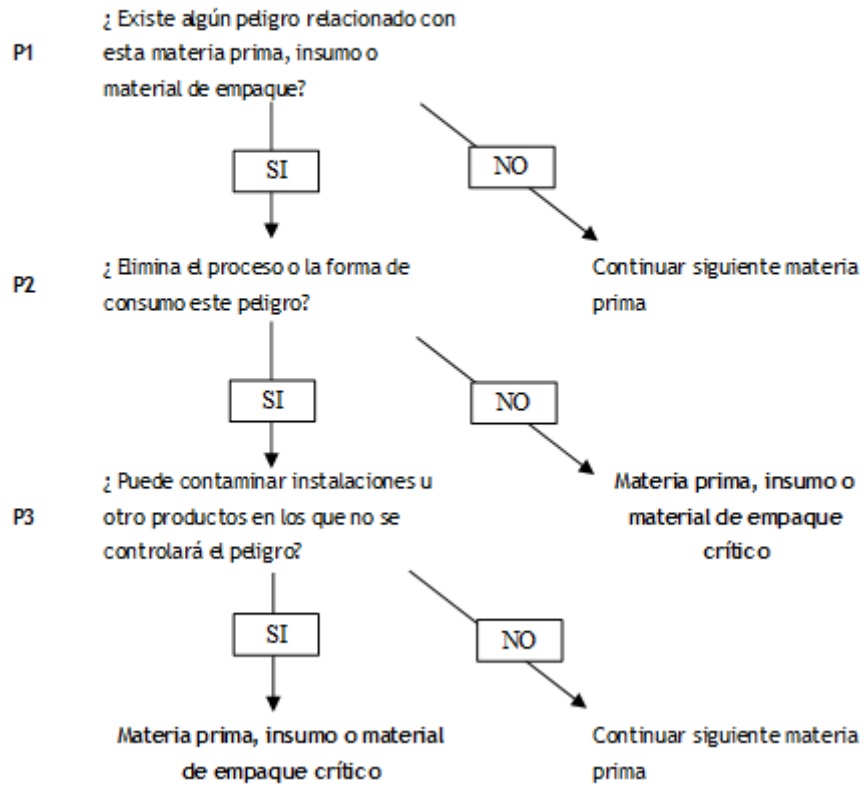 ¿ Existe algún peligro relacionado con
P1 esta materia prima, insumo o
material de empaque?
SI NO
¿ Elimina el proceso o la forma de
P2 consumo este peligro?
Continuar siguiente materia
prima
SI NO
¿ Puede contaminar instalaciones u
P3 otro productos en los que no se
controlará el peligro?
Materia prima, insumo o
material de empaque
crítico
SI NO
Materia prima, insumo o material
de empaque crítico
Continuar siguiente materia
prima